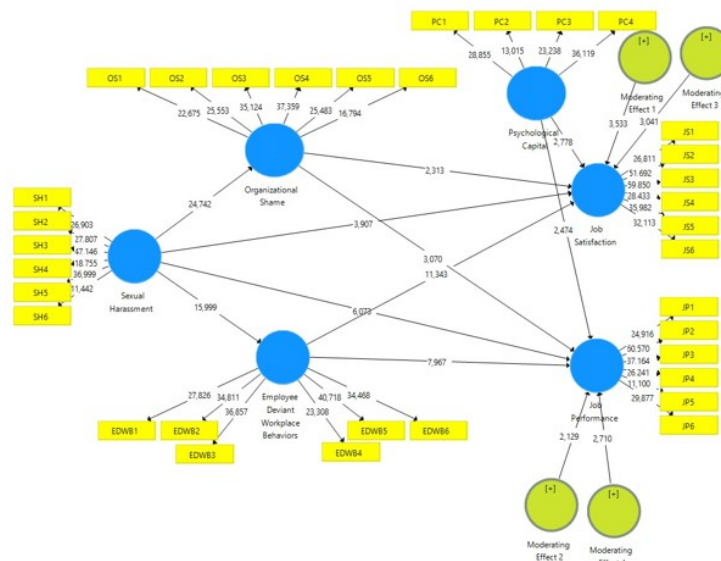 PC1
PC2
PC3
PC4
28,855
13,015
23,238
36,119
[+]
[+]
Moderating
Effect 1
Moderating
Effect 3
Psychological
Capital
OS1
OS2
OS3
OS4
OS5
OS6
22,675
25,553
35,124
37,359
25,483
16,794
Organizational
Shame
2,778
3,533
3,041
JS1
JS2
JS3
JS4
JS5
JS6
26,811
51.692
59.850
28.433
35,982
32,113
Job
Satisfaction
2,313
3,907
2,474
24,742
SH1
SH2
SH3
SH4
SH5
SH6
26,903
27.807
47.146
18.755
36,999
11,442
Sexual
Harassment
3,070
11,343
6,073
15,999
7,967
JP1
JP2
JP3
JP4
JP5
JP6
24,916
60.570
37.164
26.241
11,100
29,877
Job
Performance
Employee
Deviant
Workplace
Behaviors
27,826
34,811
36,857
40,718
23,308
34,468
EDWB1
EDWB2
EDWB3
EDWB4
EDWB5
EDWB6
2,129
2,710
[+]
[+]
Moderating
Effect 2
Moderating